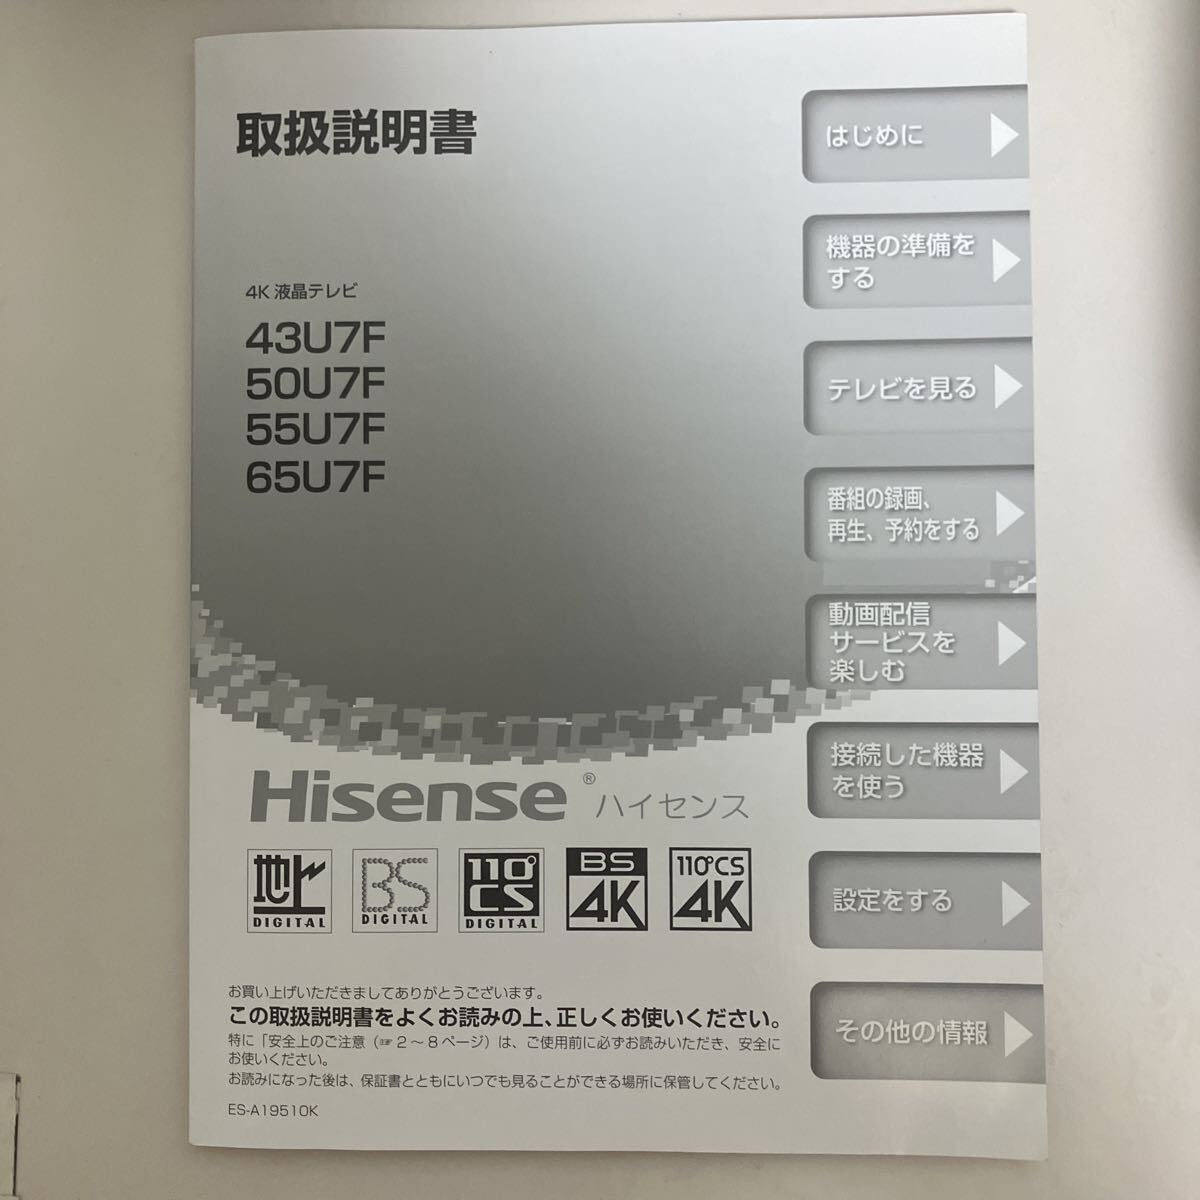 取扱説明書
4K 液晶テレビ
43U7F
50U7F
55U7F
65U7F
はじめに
機器の準備を
する
テレビを見る
番組の録画、
再生、予約をする
動画配信
サービスを
楽しむ
接続した機器
を使う
設定をする
その他の情報
Hisense® ハイセンス
地上 DIGITAL
BS DIGITAL
110°CS DIGITAL
BS 4K
110°CS 4K
お買い上げいただきましてありがとうございます。
この取扱説明書をよくお読みの上、正しくお使いください。
特に「安全上のご注意(☞2〜8ページ)は、ご使用前に必ずお読みいただき、安全に
お使いください。
お読みになった後は、保証書とともにいつでも見ることができる場所に保管してください。
ES-A19510K